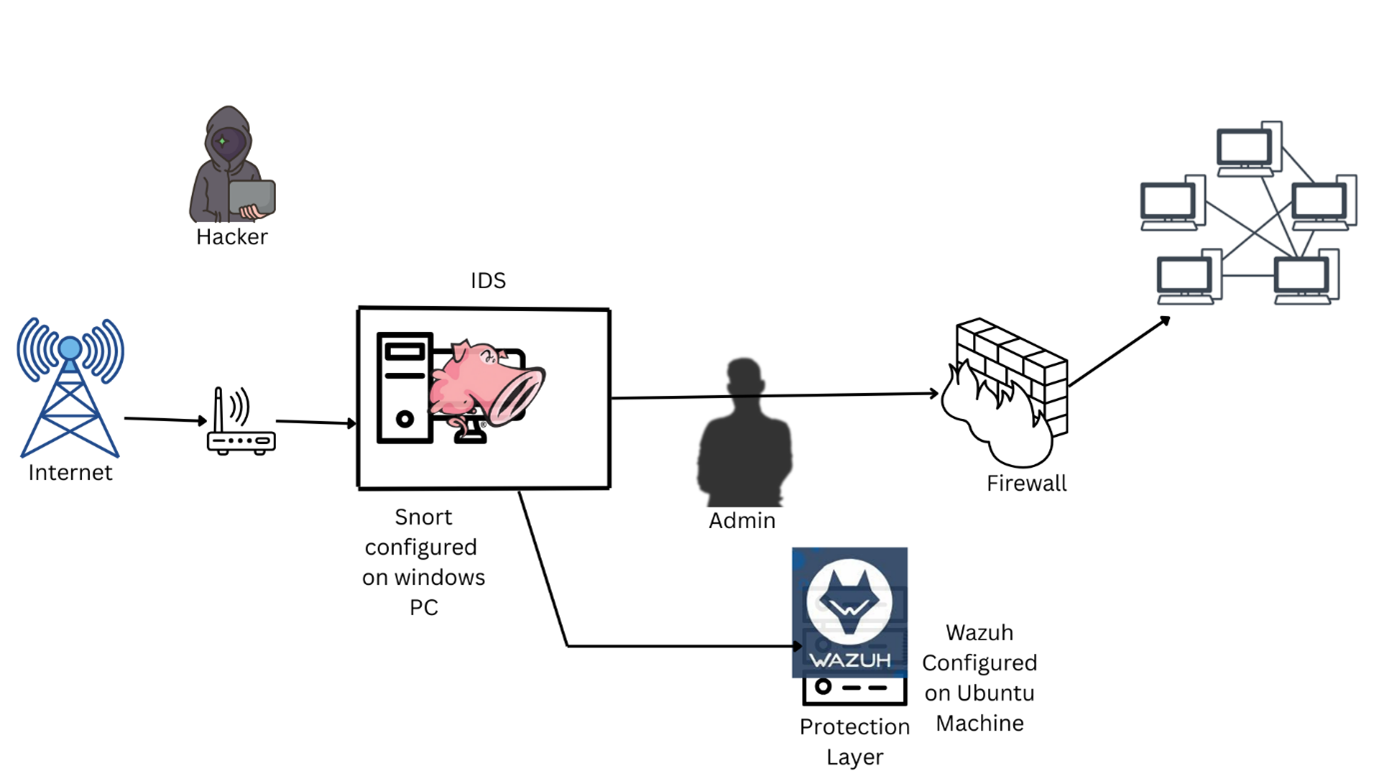 Hacker
IDS
Internet
Snort
configured
on windows
PC
Admin
Firewall
WAZUH
Wazuh
Configured
on Ubuntu
Machine
Protection
Layer